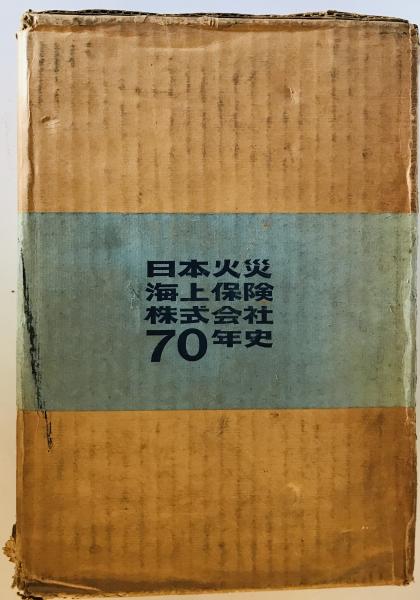 日本火災
海上保険
株式会社
70年史